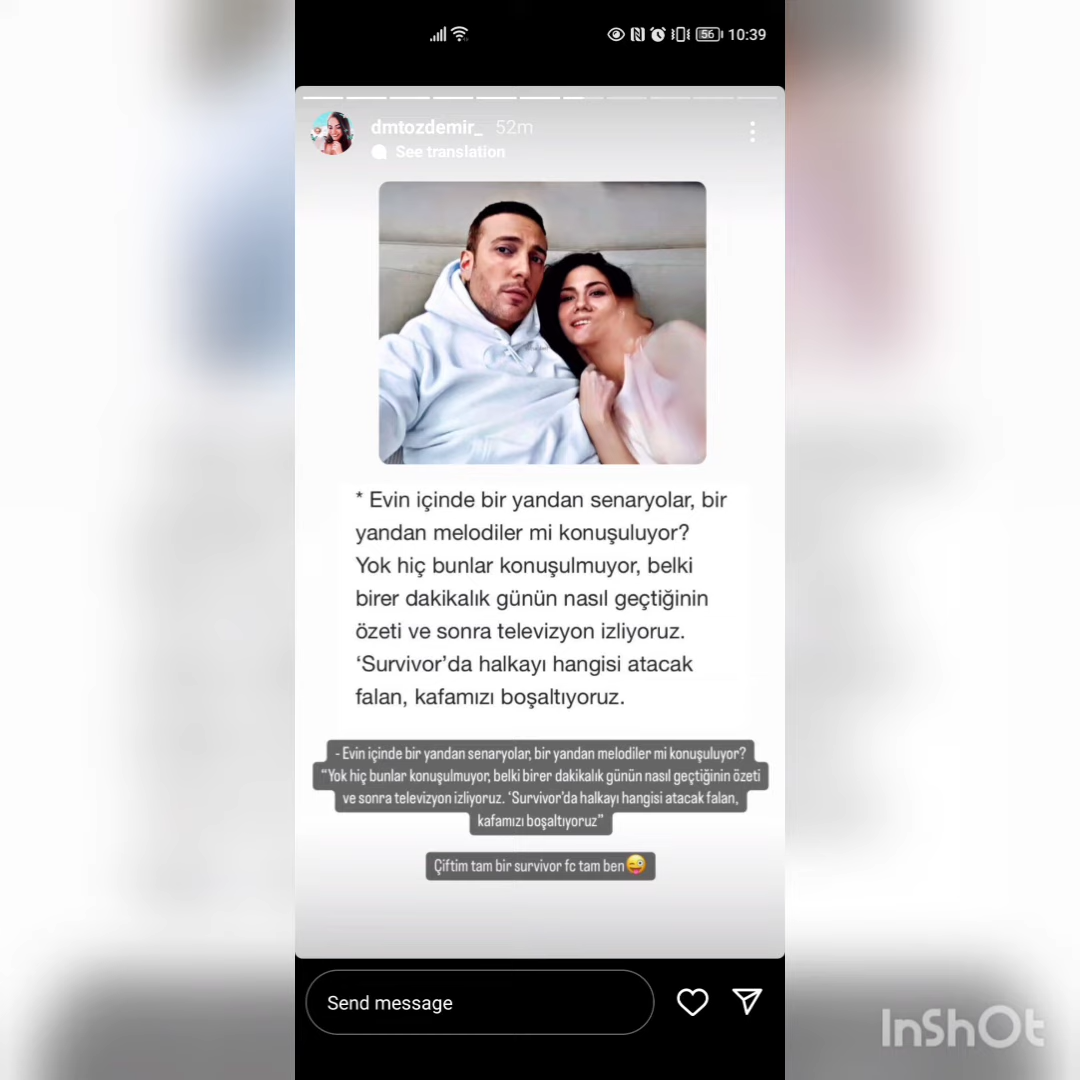 56 10:39
dmtozdemir_ 52m
See translation
* Evin içinde bir yandan senaryolar, bir
yandan melodiler mi konuşuluyor?
Yok hiç bunlar konuşulmuyor, belki
birer dakikalık günün nasıl geçtiğinin
özeti ve sonra televizyon izliyoruz.
‘Survivor’da halkayı hangisi atacak
falan, kafamızı boşaltıyoruz.
- Evin içinde bir yandan senaryolar, bir yandan melodiler mi konuşuluyor?
“Yok hiç bunlar konuşulmuyor, belki birer dakikalık günün nasıl geçtiğinin özeti
ve sonra televizyon izliyoruz. ‘Survivor’da halkayı hangisi atacak falan,
kafamızı boşaltıyoruz”
Çiftim tam bir survivor fc tam ben😜
Send message
InShOt